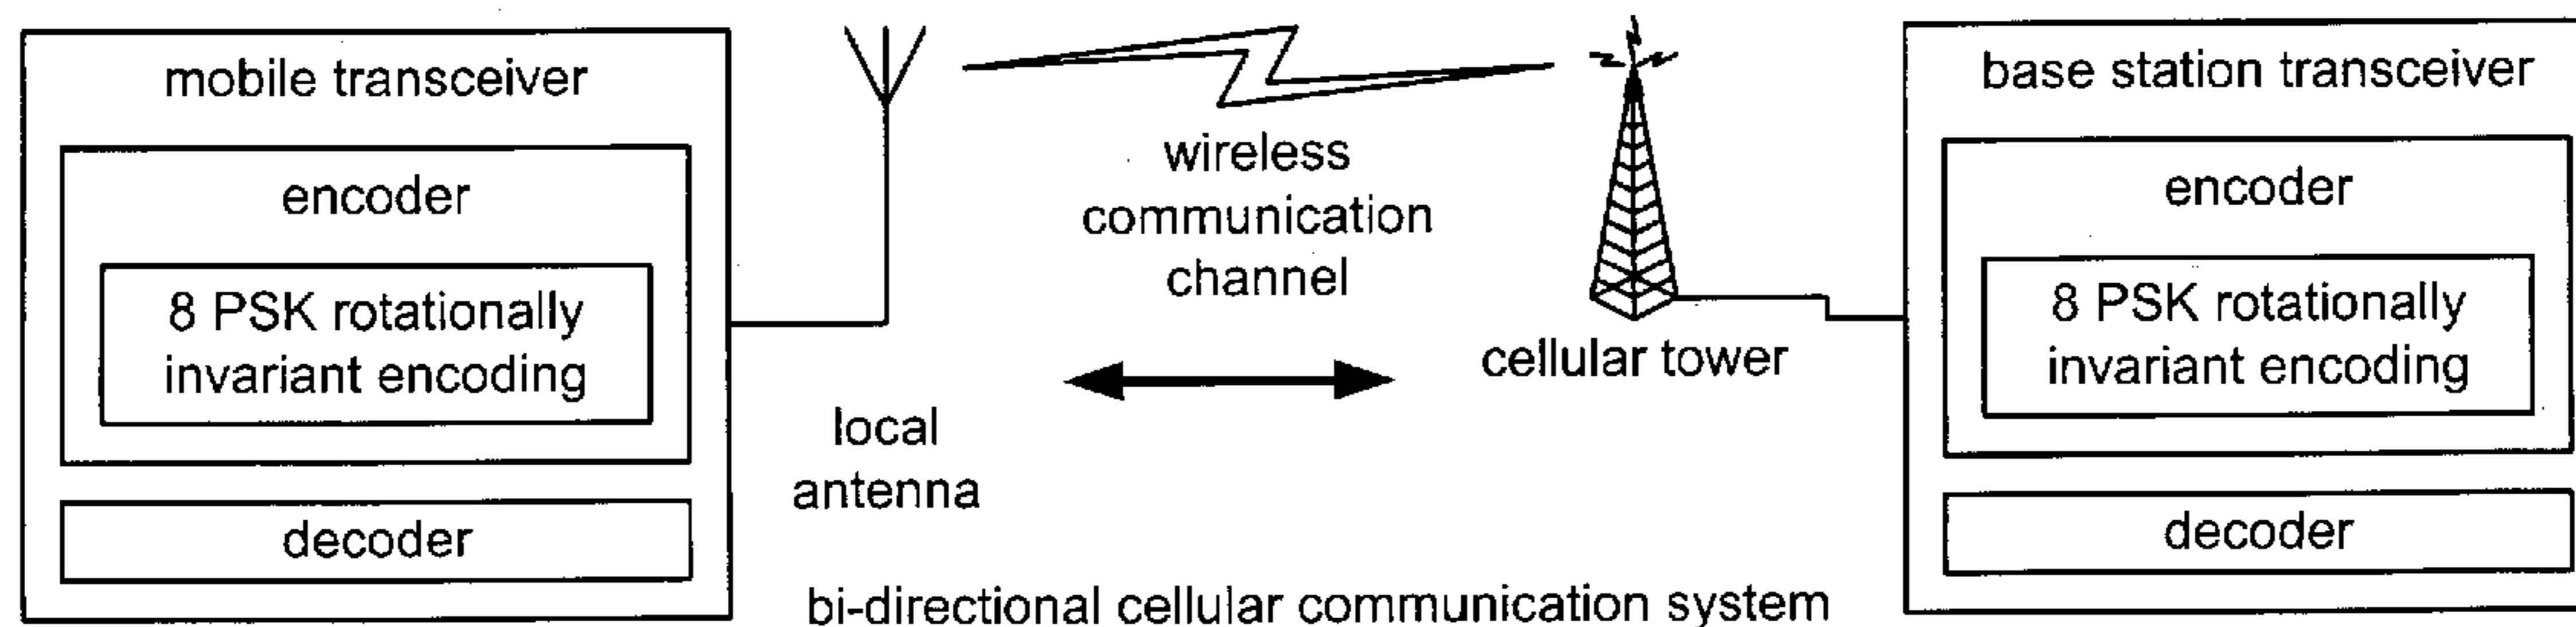 mobile transceiver
encoder
8 PSK rotationally
invariant encoding
decoder
local
antenna
wireless
communication
channel
cellular tower
base station transceiver
encoder
8 PSK rotationally
invariant encoding
decoder
bi-directional cellular communication system